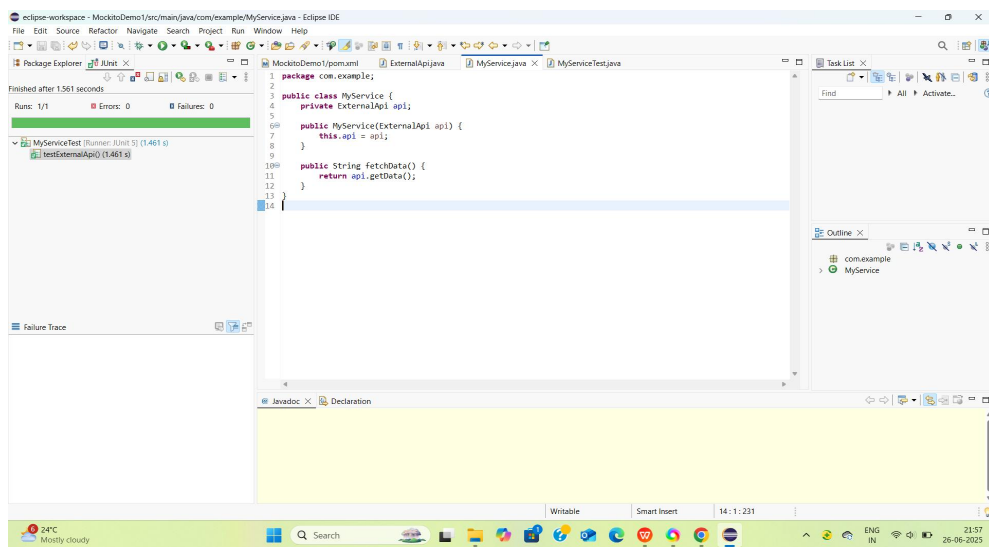 eclipse-workspace - MockitoDemo1/src/main/java/com/example/MyService.java - Eclipse IDE
File Edit Source Refactor Navigate Search Project Run Window Help
Package Explorer JUnit
Finished after 1.561 seconds
Runs: 1/1 Errors: 0 Failures: 0
MyServiceTest [Runner: JUnit 5] (1.461 s)
testExternalApi() (1.461 s)
Failure Trace
MockitoDemo1/pom.xml ExternalApi.java MyService.java MyServiceTest.java
1 package com.example;
2
3 public class MyService {
4 private ExternalApi api;
5
6 public MyService(ExternalApi api) {
7 this.api = api;
8 }
9
10 public String fetchData() {
11 return api.getData();
12 }
13 }
14
Task List
Find All Activate...
Outline
com.example
MyService
Javadoc Declaration
Writable Smart Insert 14 : 1 : 231
6
24°C
Mostly cloudy
Search
ENG
IN
21:57
26-06-2025